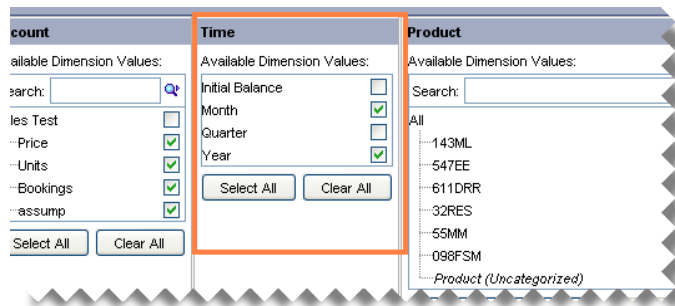 count
ailable Dimension Values:
earch:
les Test
Price
Units
Bookings
assump
Select All Clear All
Time
Available Dimension Values:
Initial Balance
Month
Quarter
Year
Select All Clear All
Product
Available Dimension Values:
Search:
All
143ML
547EE
611DRR
32RES
55MM
098FSM
Product (Uncategorized)